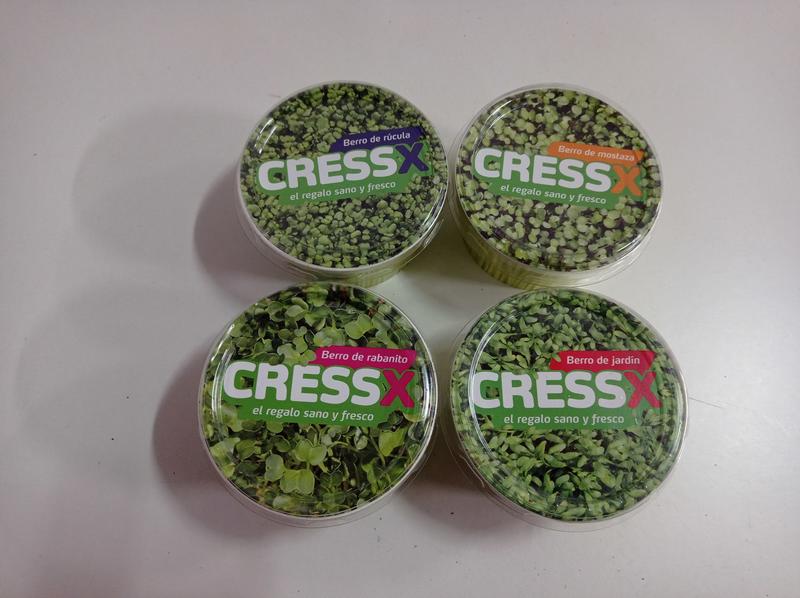 Berro de rúcula
CRESSX
el regalo sano y fresco
Berro de mostaza
CRESSX
el regalo sano y fresco
Berro de rabanito
CRESSX
el regalo sano y fresco
Berro de jardín
CRESSX
el regalo sano y fresco